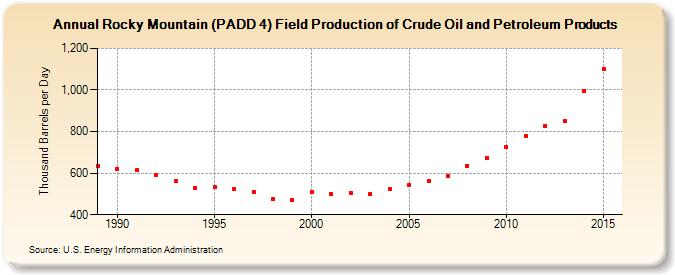 Annual Rocky Mountain (PADD 4) Field Production of Crude Oil and Petroleum Products
Thousand Barrels per Day
1,200
1,000
800
600
400
1990 1995 2000 2005 2010 2015
Source: U.S. Energy Information Administration